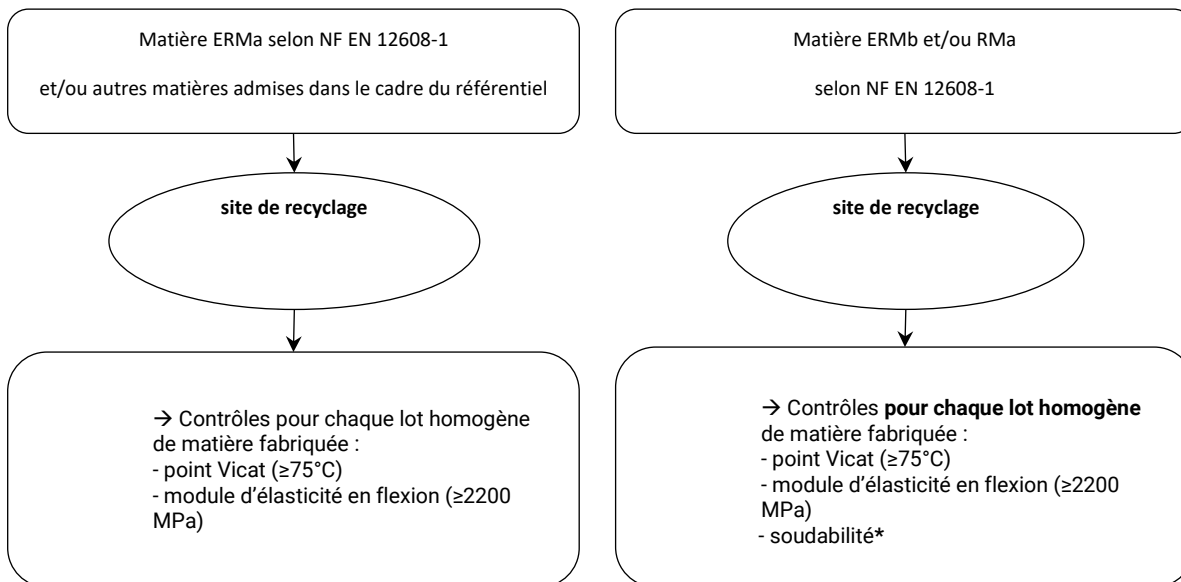 Matière ERMa selon NF EN 12608-1
et/ou autres matières admises dans le cadre du référentiel
site de recyclage
→ Contrôles pour chaque lot homogène
de matière fabriquée :
- point Vicat (≥75°C)
- module d’élasticité en flexion (≥2200
MPa)
Matière ERMb et/ou RMa
selon NF EN 12608-1
site de recyclage
→ Contrôles pour chaque lot homogène
de matière fabriquée :
- point Vicat (≥75°C)
- module d’élasticité en flexion (≥2200
MPa)
- soudabilité*